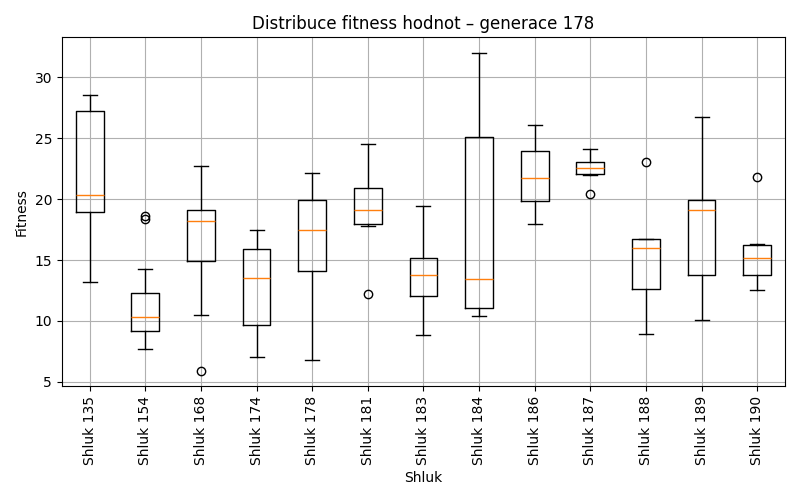 Distribuce fitness hodnot – generace 178
Fitness
30
25
20
15
10
5
Shluk 135
Shluk 154
Shluk 168
Shluk 174
Shluk 178
Shluk 181
Shluk 183
Shluk 184
Shluk 186
Shluk 187
Shluk 188
Shluk 189
Shluk 190
Shluk